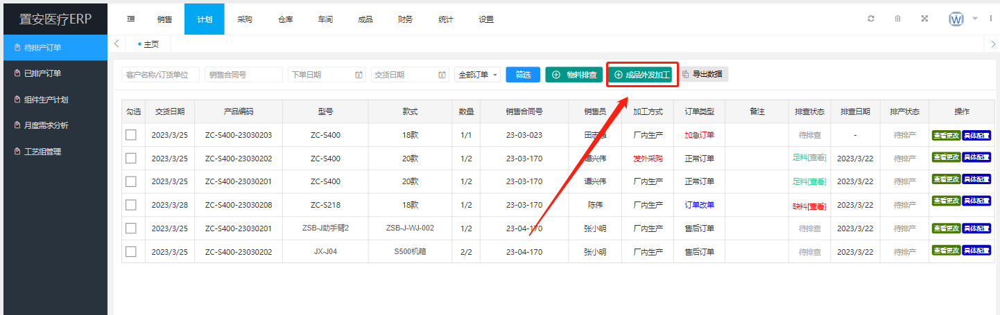 置安医疗ERP
销售 计划 采购 仓库 车间 成品 财务 统计 设置
W
待排产订单
已排产订单
组件生产计划
月度需求分析
工艺组管理
主页
客户名称/订货单位 销售合同号 下单日期 交货日期 全部订单 筛选 物料排查 成品外发加工 导出数据
勾选 交货日期 产品编码 型号 款式 数量 销售合同号 销售员 加工方式 订单类型 备注 排查状态 排查日期 排产状态 操作
2023/3/25 ZC-S400-23030203 ZC-S400 18款 1/1 23-03-023 田志 厂内生产 加急订单 待排查 - 待排产 查看更改 具体配置
2023/3/25 ZC-S400-23030202 ZC-S400 20款 1/2 23-03-170 谭兴伟 发外采购 正常订单 足料[查看] 2023/3/22 待排产 查看更改 具体配置
2023/3/25 ZC-S400-23030201 ZC-S400 20款 1/2 23-03-170 谭兴伟 厂内生产 正常订单 足料[查看] 2023/3/22 待排产 查看更改 具体配置
2023/3/28 ZC-S400-23030208 ZC-S218 18款 1/2 23-03-170 陈伟 厂内生产 订单改单 缺料[查看] 2023/3/22 待排产 查看更改 具体配置
2023/3/25 ZC-S400-23030201 ZSB-J助手臂2 ZSB-J-WJ-002 1/2 23-04-170 张小明 厂内生产 售后订单 待排查 2023/3/22 待排产 查看更改 具体配置
2023/3/25 ZC-S400-23030202 JX-J04 S500机箱 2/2 23-04-170 张小明 厂内生产 售后订单 待排查 2023/3/22 待排产 查看更改 具体配置